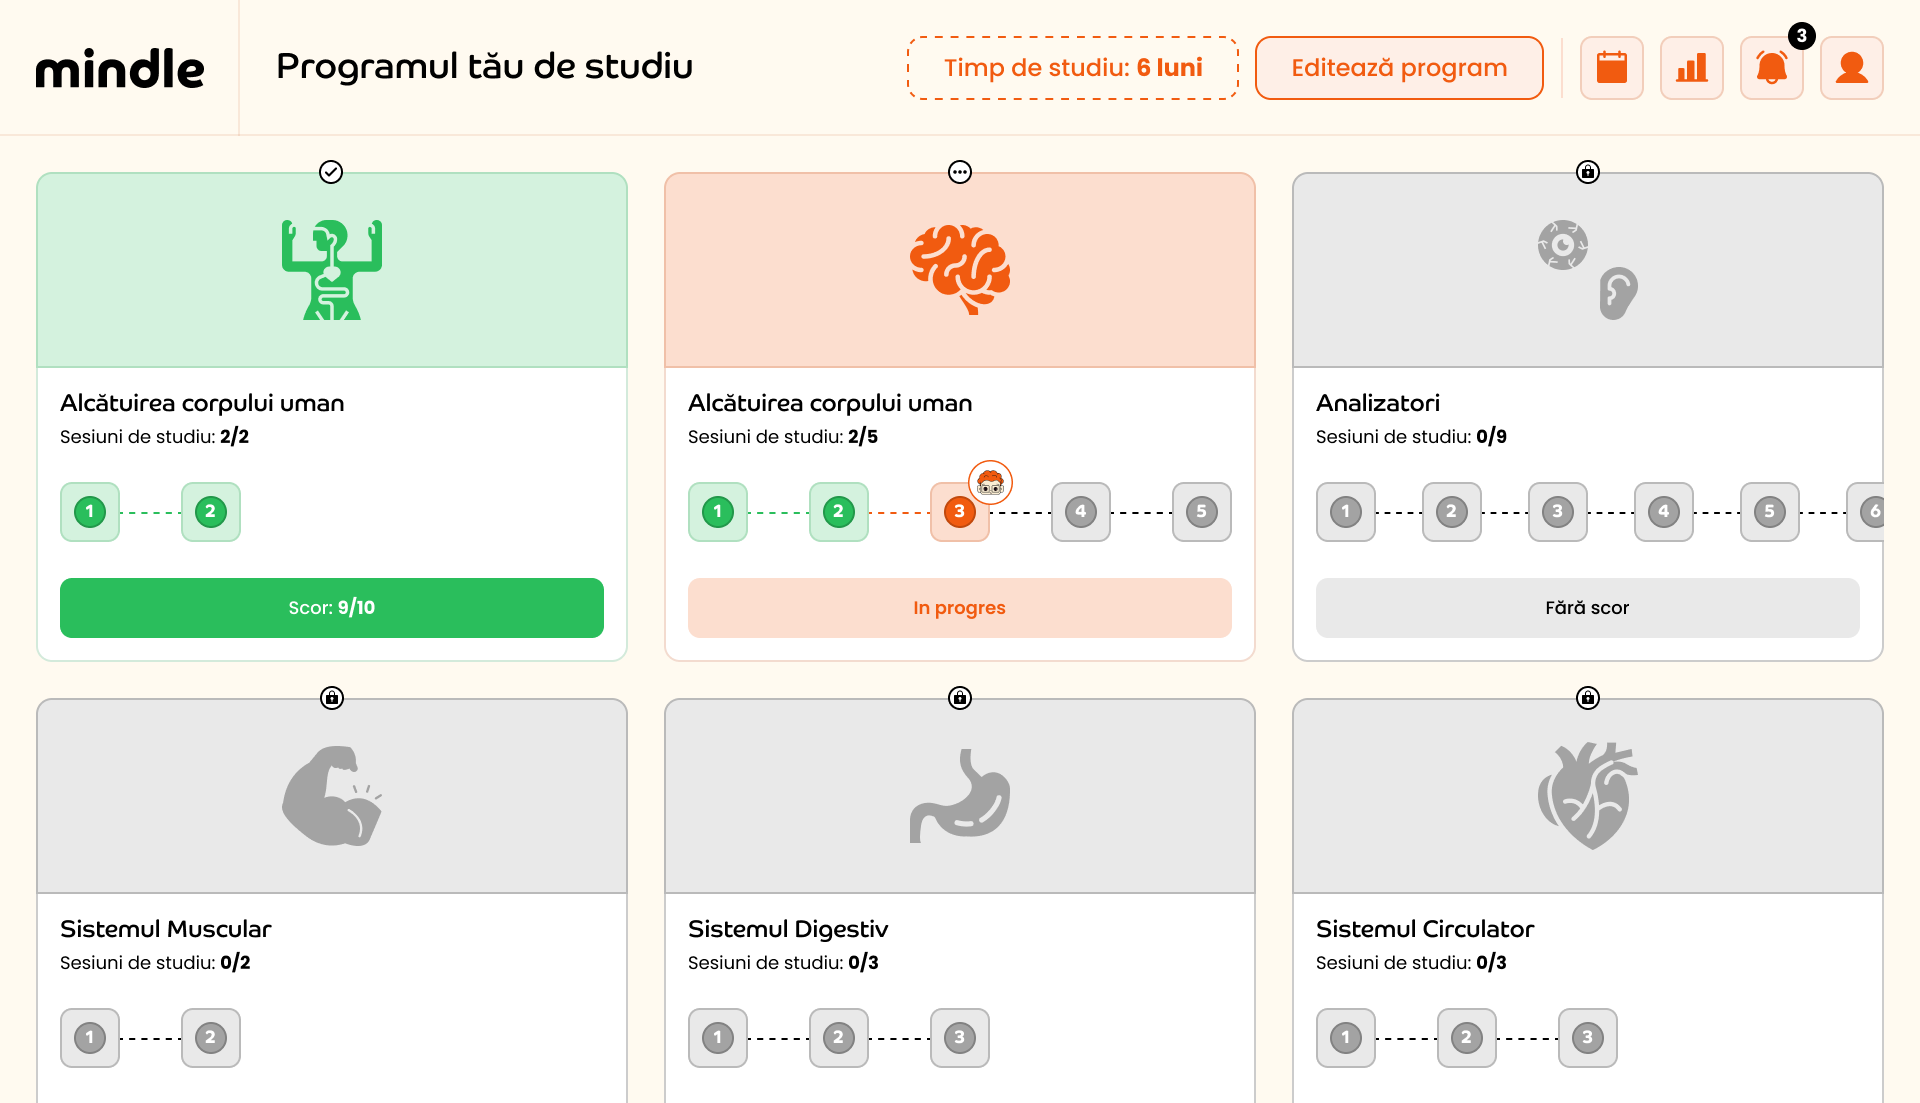 mindle
Programul tău de studiu
Timp de studiu: 6 luni
Editează program
3
Alcătuirea corpului uman
Sesiuni de studiu: 2/2
1 2
Scor: 9/10
Alcătuirea corpului uman
Sesiuni de studiu: 2/5
1 2 3 4 5
In progres
Analizatori
Sesiuni de studiu: 0/9
1 2 3 4 5 6
Fără scor
Sistemul Muscular
Sesiuni de studiu: 0/2
1 2
Sistemul Digestiv
Sesiuni de studiu: 0/3
1 2 3
Sistemul Circulator
Sesiuni de studiu: 0/3
1 2 3